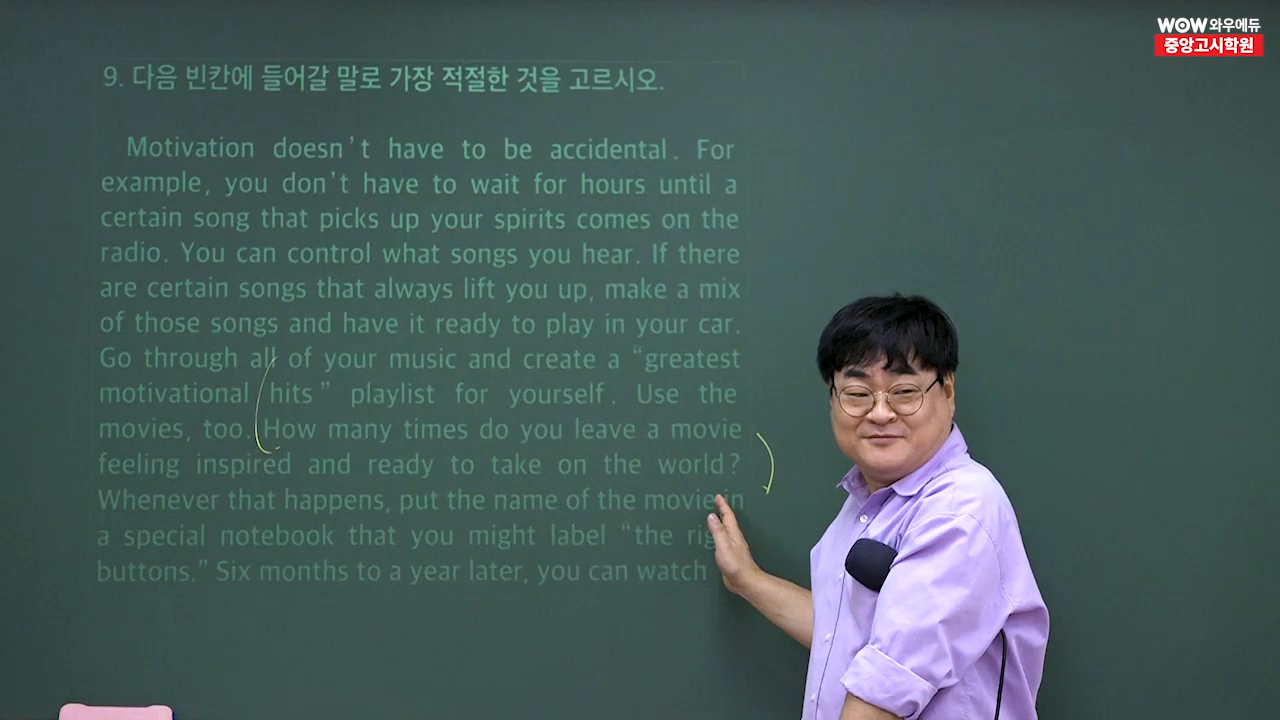 WOW와우에듀
중앙고시학원
9. 다음 빈칸에 들어갈 말로 가장 적절한 것을 고르시오.
Motivation doesn't have to be accidental. For
example, you don't have to wait for hours until a
certain song that picks up your spirits comes on the
radio. You can control what songs you hear. If there
are certain songs that always lift you up, make a mix
of those songs and have it ready to play in your car.
Go through all of your music and create a “greatest
motivational hits” playlist for yourself. Use the
movies, too. How many times do you leave a movie
feeling inspired and ready to take on the world?
Whenever that happens, put the name of the movie in
a special notebook that you might label “the
buttons.” Six months to a year later, you can watch